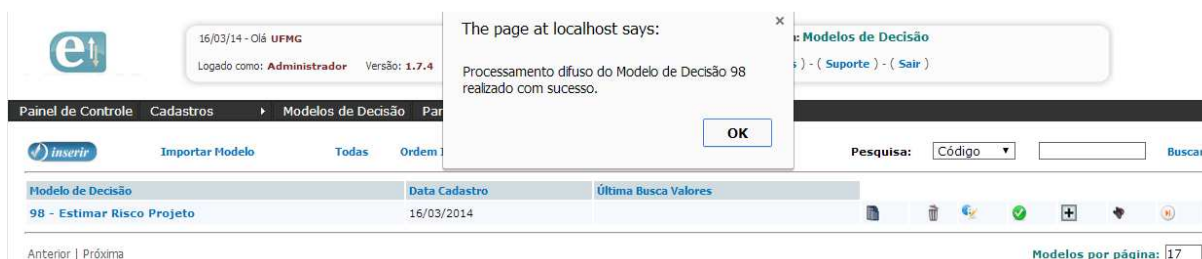 The page at localhost says:
×
16/03/14 - Olá UFMG
: Modelos de Decisão
Logado como: Administrador Versão: 1.7.4
Processamento difuso do Modelo de Decisão 98
realizado com sucesso.
) - ( Suporte ) - ( Sair )
Painel de Controle Cadastros Modelos de Decisão Par
OK
inserir Importar Modelo Todas Ordem I
Pesquisa: Código Buscar
Modelo de Decisão Data Cadastro Última Busca Valores
98 - Estimar Risco Projeto 16/03/2014
Anterior | Próxima Modelos por página: 17